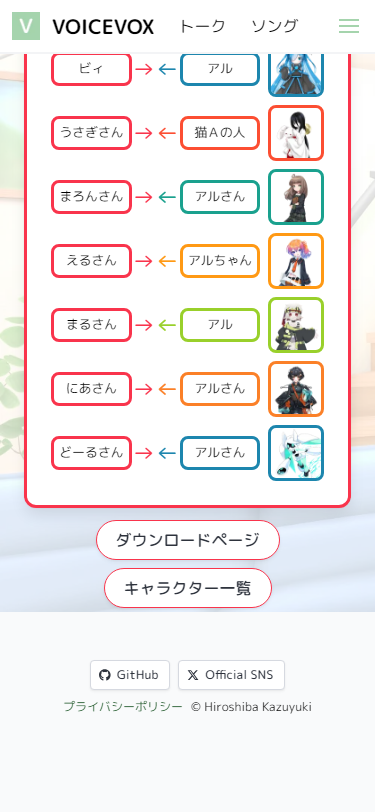 V VOICEVOX トーク ソング
ビィ → ← アル
うさぎさん → ← 猫Aの人
まろんさん → ← アルさん
えるさん → ← アルちゃん
まるさん → ← アル
にあさん → ← アルさん
どーるさん → ← アルさん
ダウンロードページ
キャラクター一覧
GitHub Official SNS
プライバシーポリシー © Hiroshiba Kazuyuki